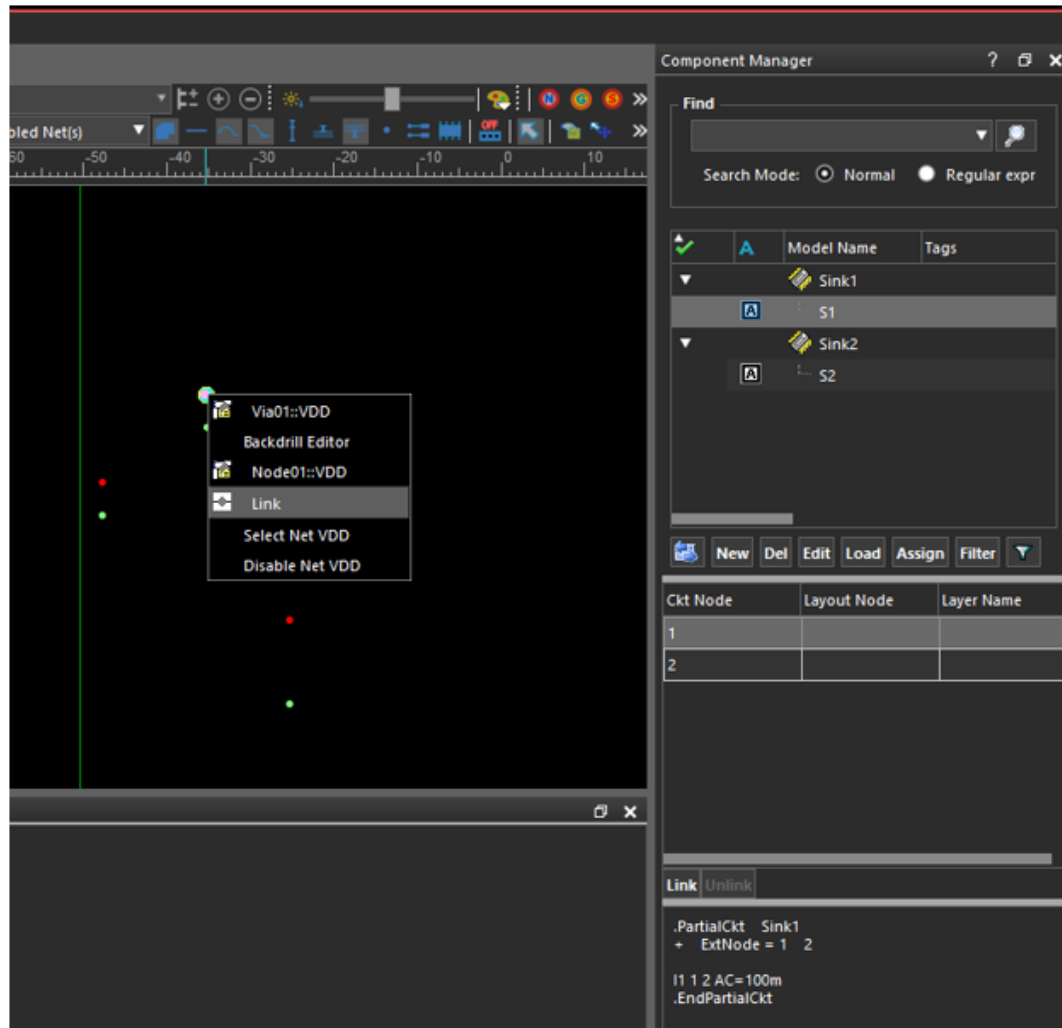 Component Manager ?
Find
bled Net(s)
Search Mode: Normal Regular expr
60 -50 -40 -30 -20 -10 0 10
A Model Name Tags
Sink1
A S1
Sink2
A S2
Via01::VDD
Backdrill Editor
Node01::VDD
Link
Select Net VDD
Disable Net VDD
New Del Edit Load Assign Filter
Ckt Node Layout Node Layer Name
1
2
Link Unlink
.PartialCkt Sink1
+ ExtNode = 1 2
I1 1 2 AC=100m
.EndPartialCkt
N G S »
OFF »